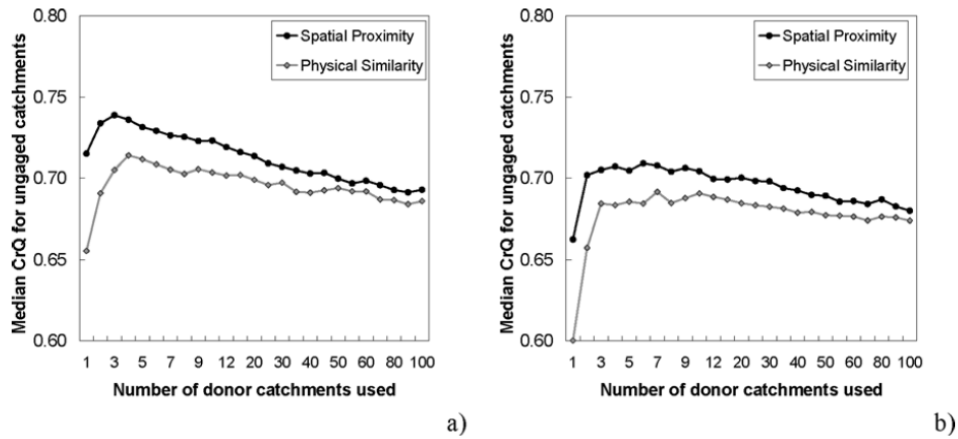 0.80
0.75
0.70
0.65
0.60
Median CrQ for ungaged catchments
Spatial Proximity
Physical Similarity
1 3 5 7 9 12 20 30 40 50 60 80 100
Number of donor catchments used
a)
0.80
0.75
0.70
0.65
0.60
Median CrQ for ungaged catchments
Spatial Proximity
Physical Similarity
1 3 5 7 9 12 20 30 40 50 60 80 100
Number of donor catchments used
b)